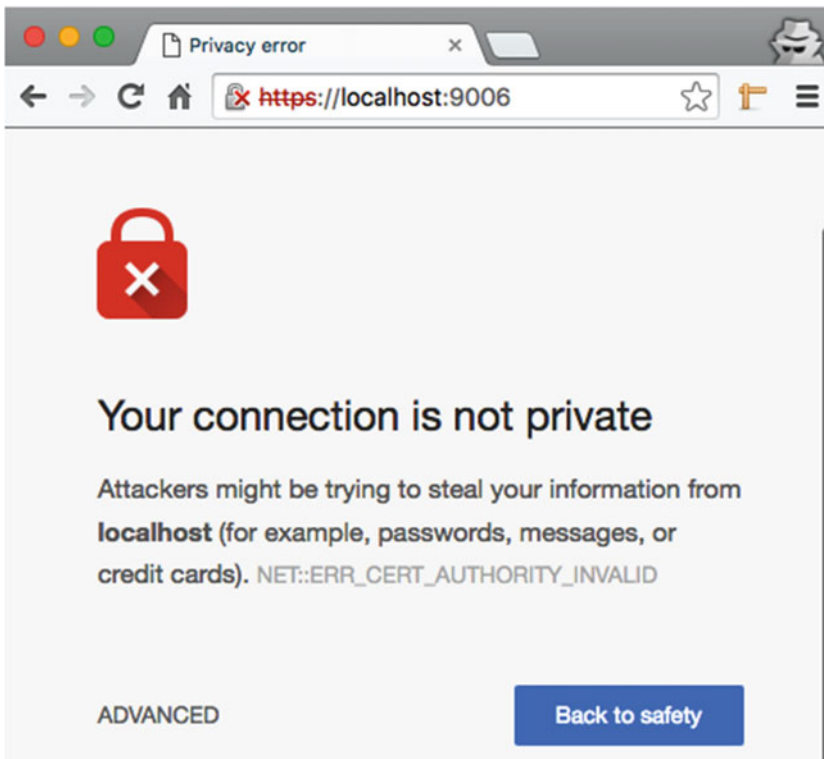 Privacy error
https://localhost:9006
Your connection is not private
Attackers might be trying to steal your information from
localhost (for example, passwords, messages, or
credit cards). NET::ERR_CERT_AUTHORITY_INVALID
ADVANCED
Back to safety